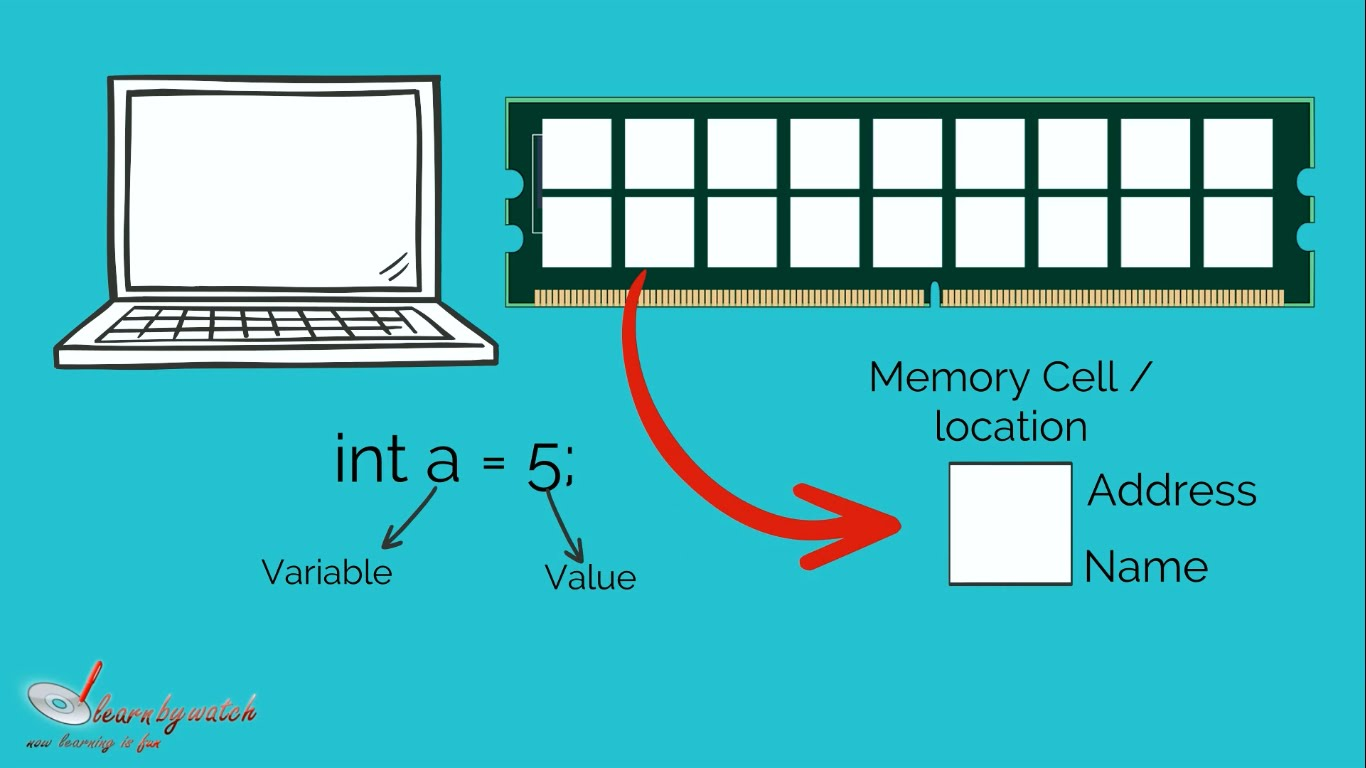 Memory Cell /
location
int a = 5;
Address
Name
Variable
Value
learnbywatch
now learning is fun